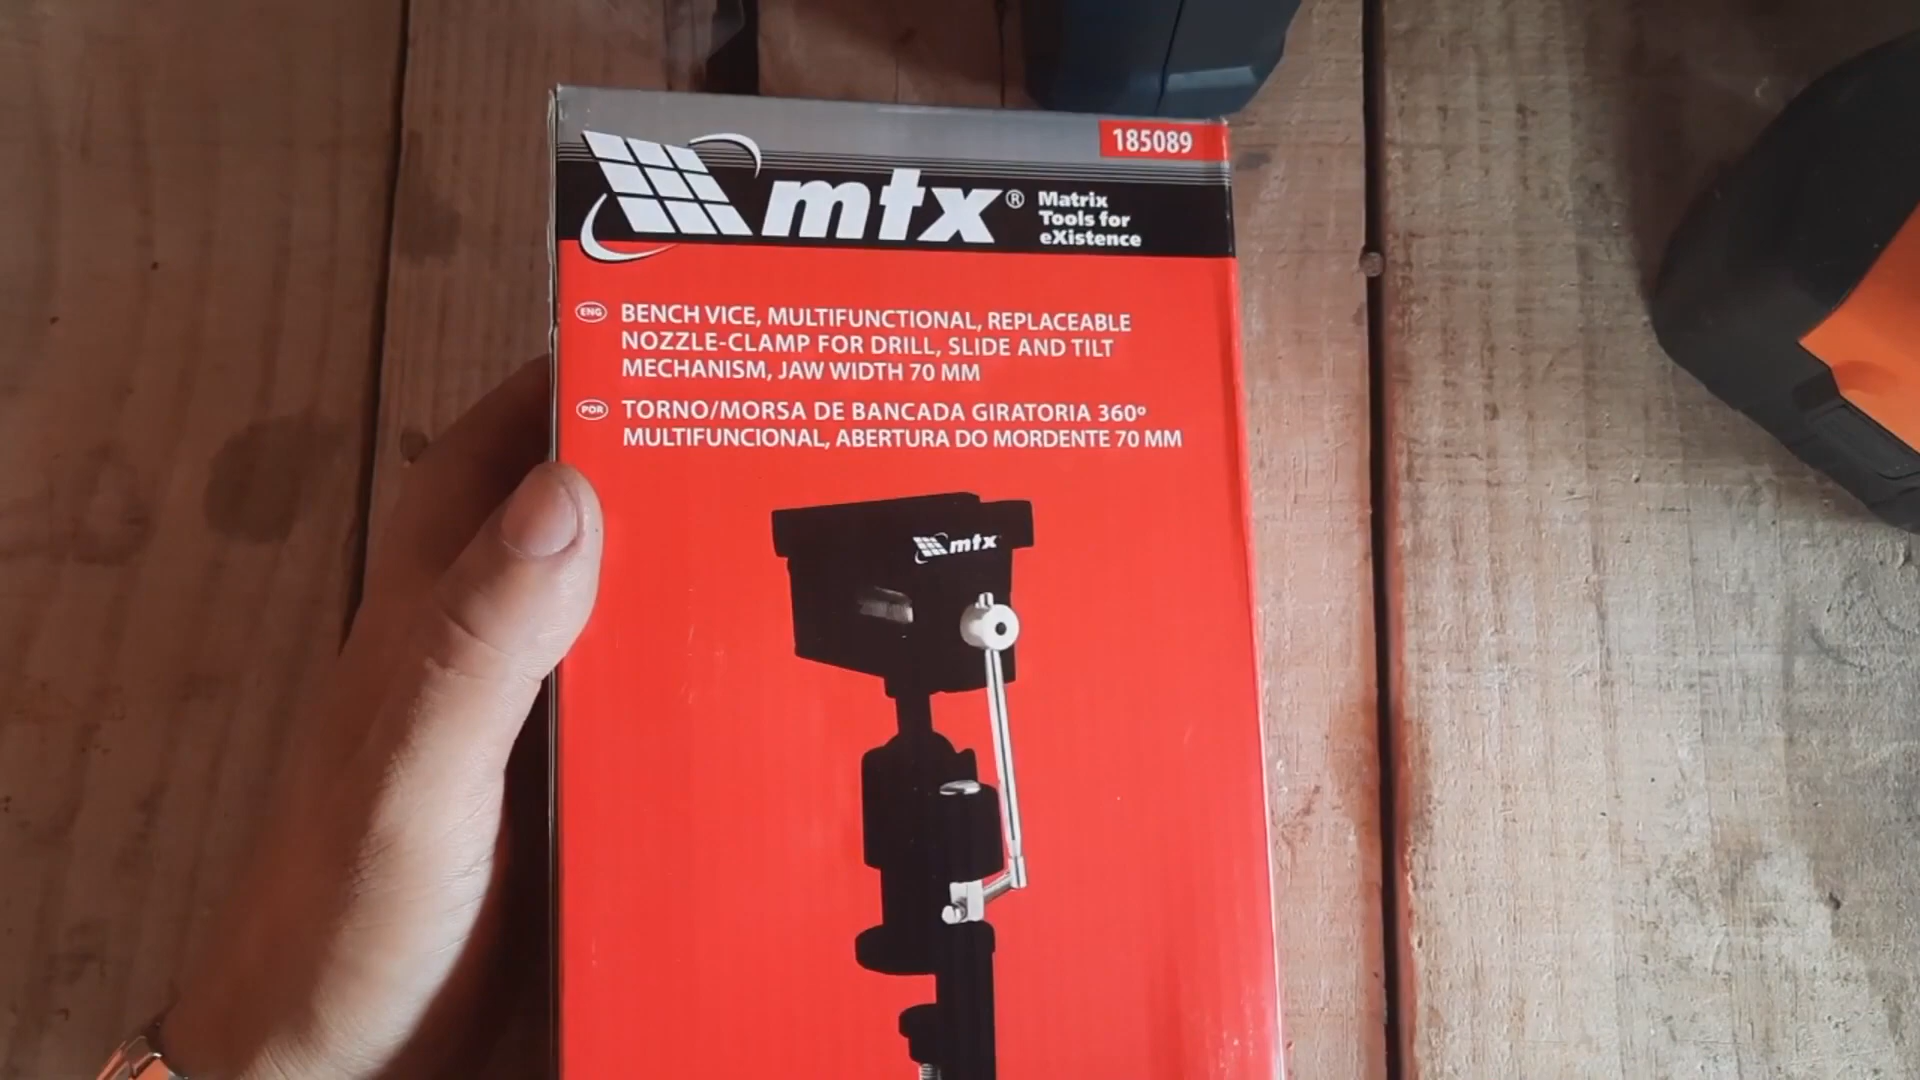 185089
mtx® Matrix
Tools for
eXistence
ENG BENCH VICE, MULTIFUNCTIONAL, REPLACEABLE
NOZZLE-CLAMP FOR DRILL, SLIDE AND TILT
MECHANISM, JAW WIDTH 70 MM
POR TORNO/MORSA DE BANCADA GIRATORIA 360º
MULTIFUNCIONAL, ABERTURA DO MORDENTE 70 MM
mtx